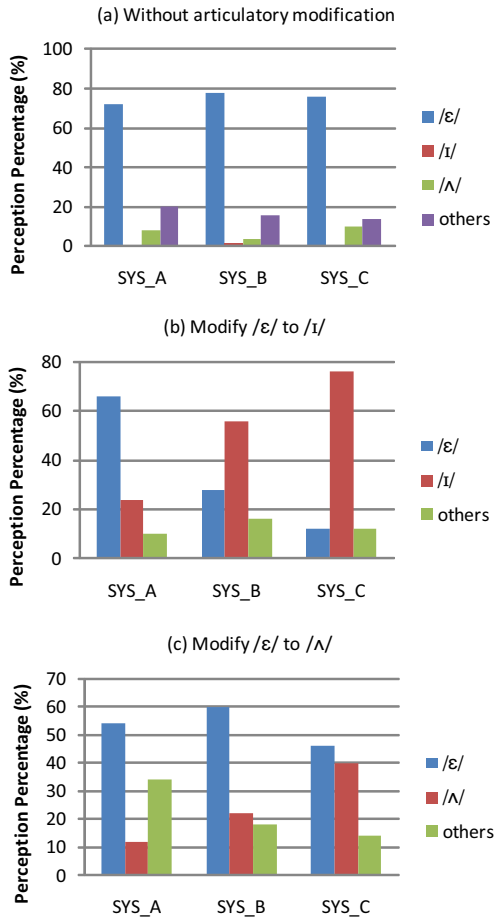 (a) Without articulatory modification
Perception Percentage (%)
100
80
60
40
20
0
SYS_A SYS_B SYS_C
/ɛ/
/ɪ/
/ʌ/
others
(b) Modify /ɛ/ to /ɪ/
Perception Percentage (%)
80
60
40
20
0
SYS_A SYS_B SYS_C
/ɛ/
/ɪ/
others
(c) Modify /ɛ/ to /ʌ/
Perception Percentage (%)
70
60
50
40
30
20
10
0
SYS_A SYS_B SYS_C
/ɛ/
/ʌ/
others